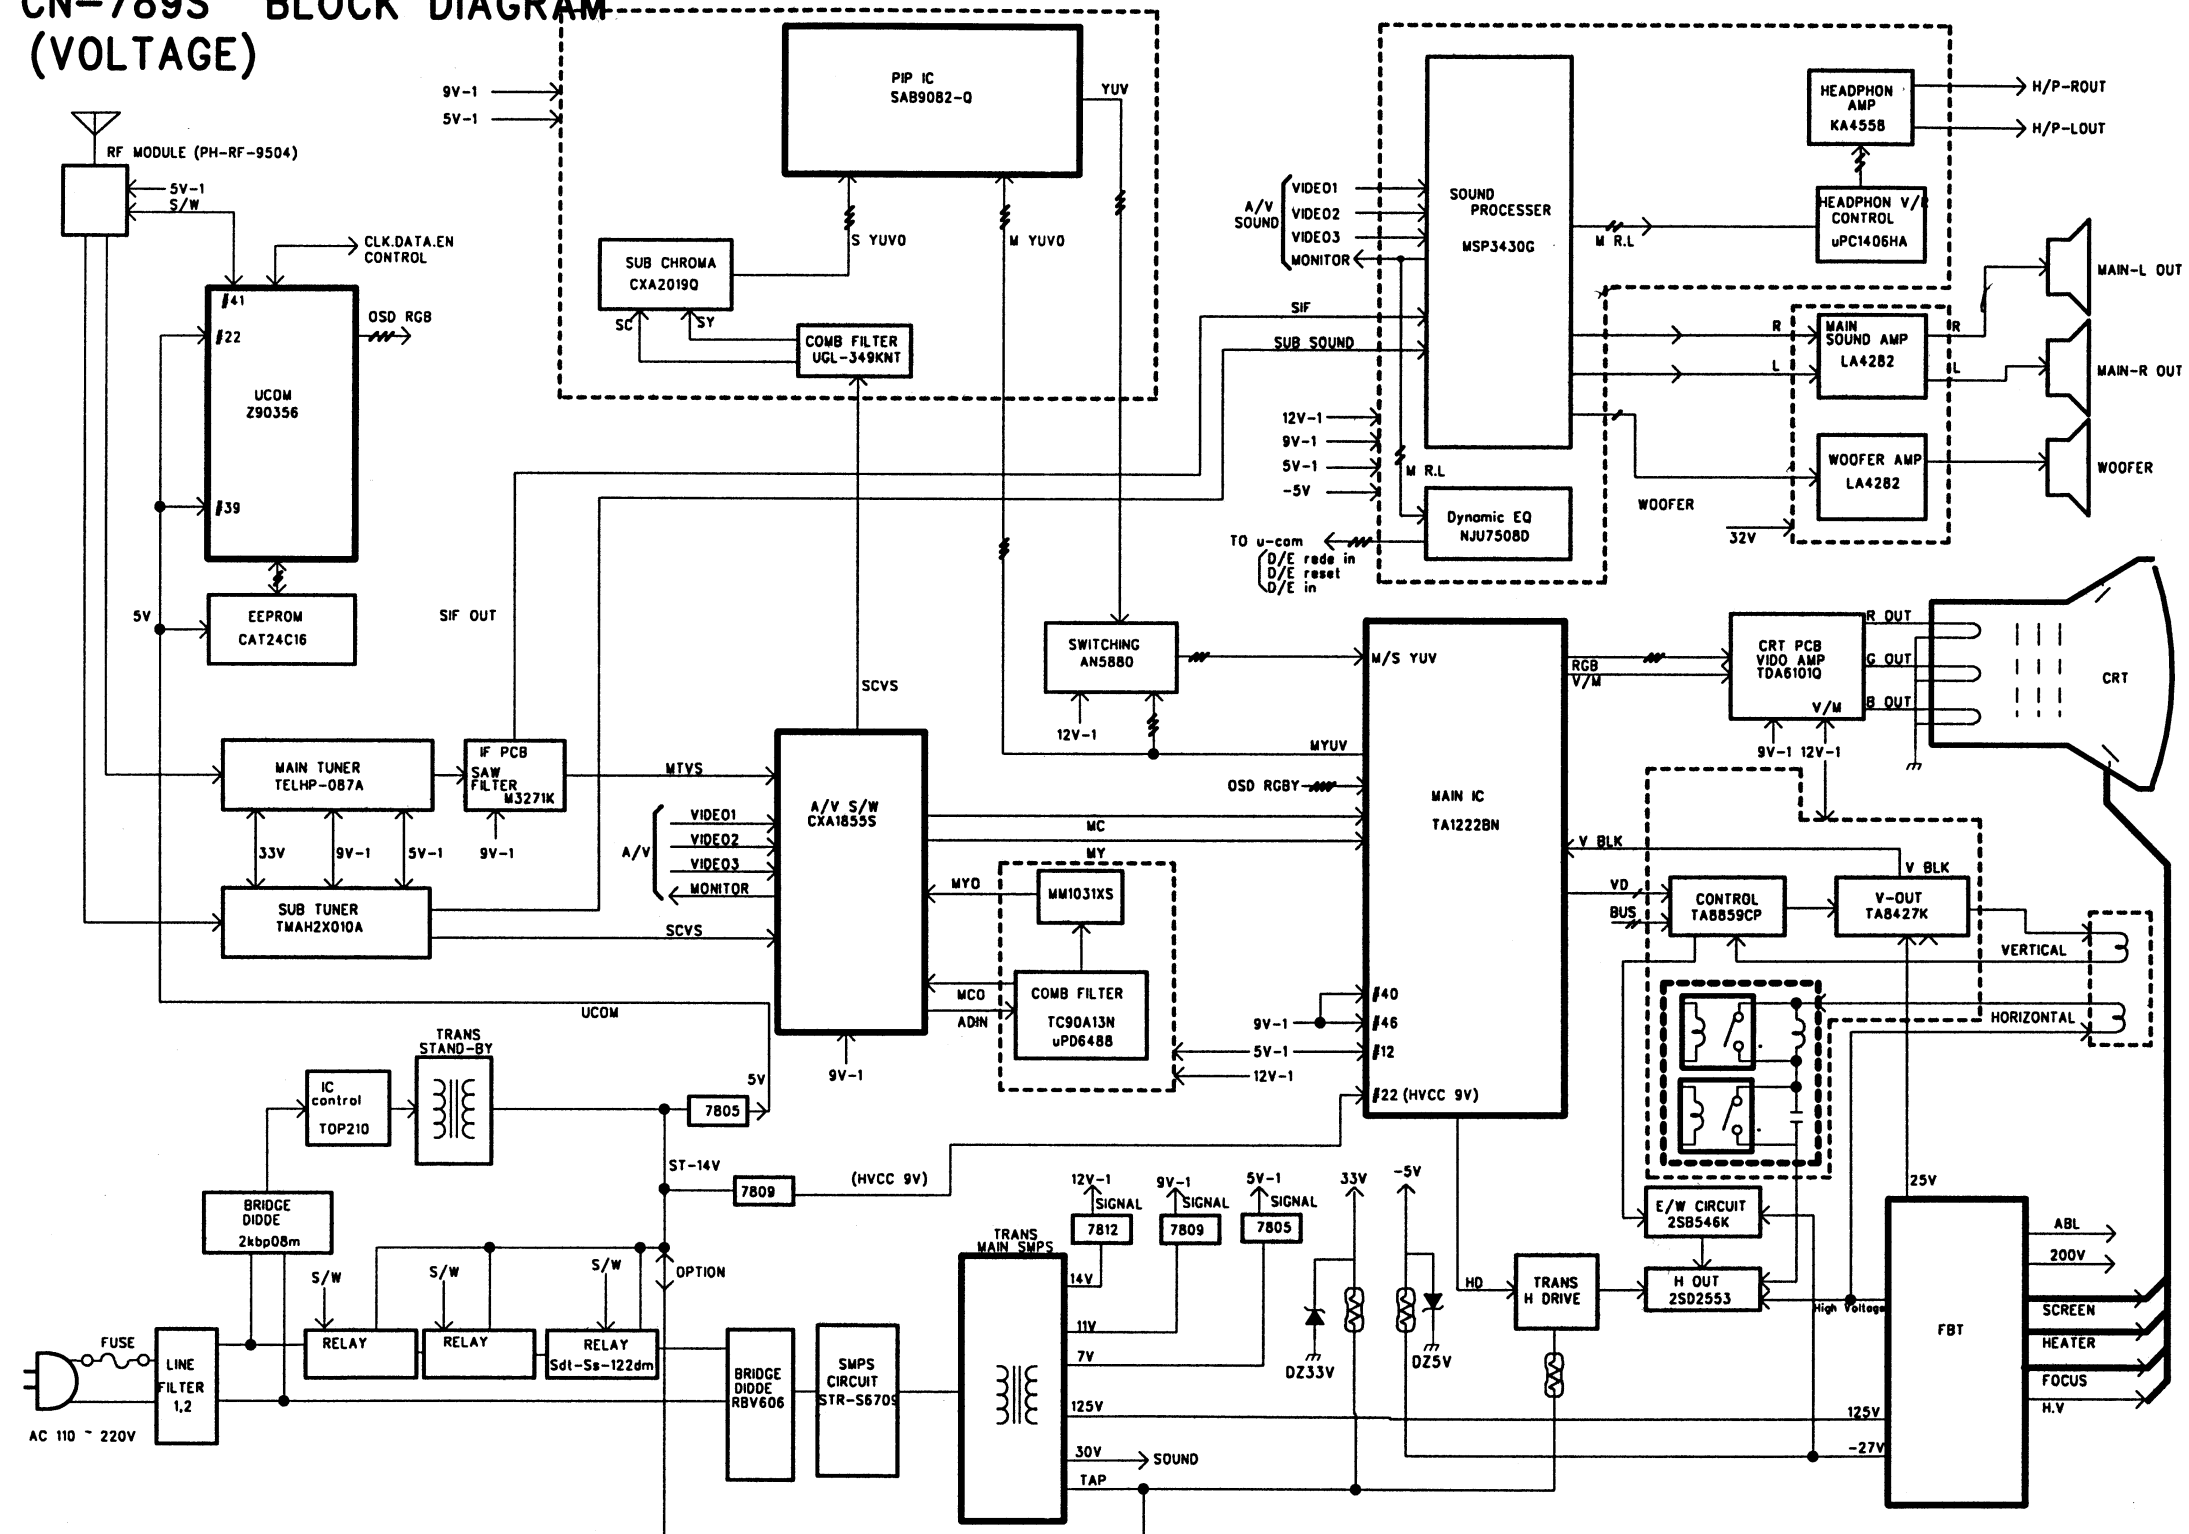 CN-789S BLOCK DIAGRAM
(VOLTAGE)
RF MODULE (PH-RF-9504)
5V-1
S/W
CLK.DATA.EN
CONTROL
#41
#22
OSD RGB
UCOM
Z90356
#39
5V
EEPROM
CAT24C16
9V-1
5V-1
PIP IC
SAB9082-Q
YUV
S YUVO
M YUVO
SUB CHROMA
CXA2019Q
SC
SY
COMB FILTER
UGL-349KNT
A/V
SOUND
VIDEO1
VIDEO2
VIDEO3
MONITOR
SOUND
PROCESSER
MSP3430G
SIF
SUB SOUND
12V-1
9V-1
5V-1
-5V
M R.L
Dynamic EQ
NJU7508D
TO u-com
D/E rede in
D/E reset
D/E in
M R.L
HEADPHON
AMP
KA4558
H/P-ROUT
H/P-LOUT
HEADPHON V/R
CONTROL
uPC1406HA
R
L
MAIN
SOUND AMP
LA4282
R
L
MAIN-L OUT
MAIN-R OUT
WOOFER AMP
LA4282
WOOFER
WOOFER
32V
SIF OUT
MAIN TUNER
TELHP-087A
IF PCB
SAW
FILTER
M3271K
9V-1
33V
9V-1
5V-1
SUB TUNER
TMAH2X010A
MTVS
A/V
VIDEO1
VIDEO2
VIDEO3
MONITOR
SCVS
SCVS
A/V S/W
CXA1855S
9V-1
UCOM
SWITCHING
AN5880
12V-1
MYUV
OSD RGBY
MC
MY
MYO
MM1031XS
MCO
ADIN
COMB FILTER
TC90A13N
uPD6488
9V-1
5V-1
12V-1
M/S YUV
MAIN IC
TA1222BN
#40
#46
#12
#22 (HVCC 9V)
RGB
V/M
CRT PCB
VIDO AMP
TDA6101Q
V/M
R OUT
G OUT
B OUT
CRT
9V-1
12V-1
V BLK
V BLK
VD
BUS
CONTROL
TA8859CP
V-OUT
TA8427K
VERTICAL
HORIZONTAL
TRANS
STAND-BY
IC
control
TOP210
7805
5V
ST-14V
7809
(HVCC 9V)
BRIDGE
DIDDE
2kbp08m
S/W
S/W
S/W
OPTION
FUSE
LINE
FILTER
1,2
AC 110 ~ 220V
RELAY
RELAY
RELAY
Sdt-Ss-122dm
BRIDGE
DIDDE
RBV606
SMPS
CIRCUIT
STR-S6709
TRANS
MAIN SMPS
12V-1
SIGNAL
7812
9V-1
SIGNAL
7809
5V-1
SIGNAL
7805
14V
11V
7V
125V
30V
SOUND
TAP
33V
DZ33V
-5V
DZ5V
HD
TRANS
H DRIVE
E/W CIRCUIT
2SB546K
H OUT
2SD2553
High Voltage
25V
FBT
125V
-27V
ABL
200V
SCREEN
HEATER
FOCUS
H.V